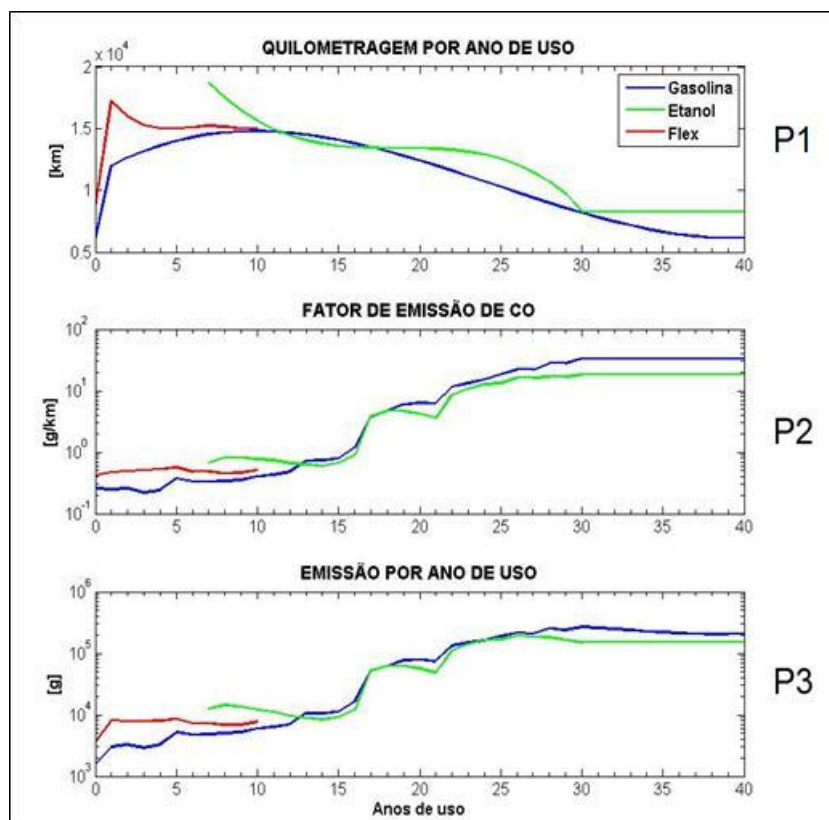 QUILOMETRAGEM POR ANO DE USO
x 10^4
2
1.5
1
0.5
[km]
0 5 10 15 20 25 30 35 40
Gasolina
Etanol
Flex
P1
FATOR DE EMISSÃO DE CO
10^2
10^1
10^0
10^-1
[g/km]
0 5 10 15 20 25 30 35 40
P2
EMISSÃO POR ANO DE USO
10^6
10^5
10^4
10^3
[g]
0 5 10 15 20 25 30 35 40
Anos de uso
P3